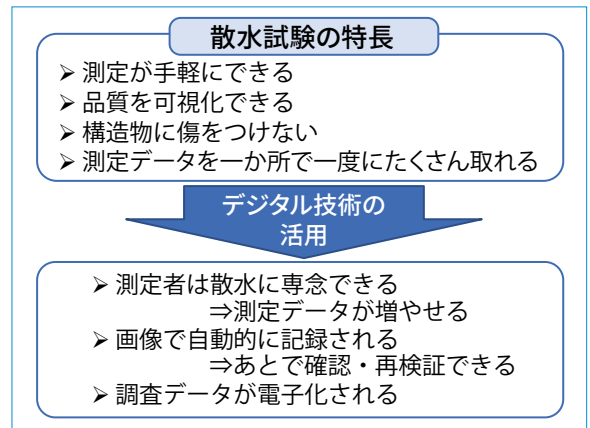 散水試験の特長
➢ 測定が手軽にできる
➢ 品質を可視化できる
➢ 構造物に傷をつけない
➢ 測定データを一か所で一度にたくさん取れる
デジタル技術の
活用
➢ 測定者は散水に専念できる
⇒測定データが増やせる
➢ 画像で自動的に記録される
⇒あとで確認・再検証できる
➢ 調査データが電子化される